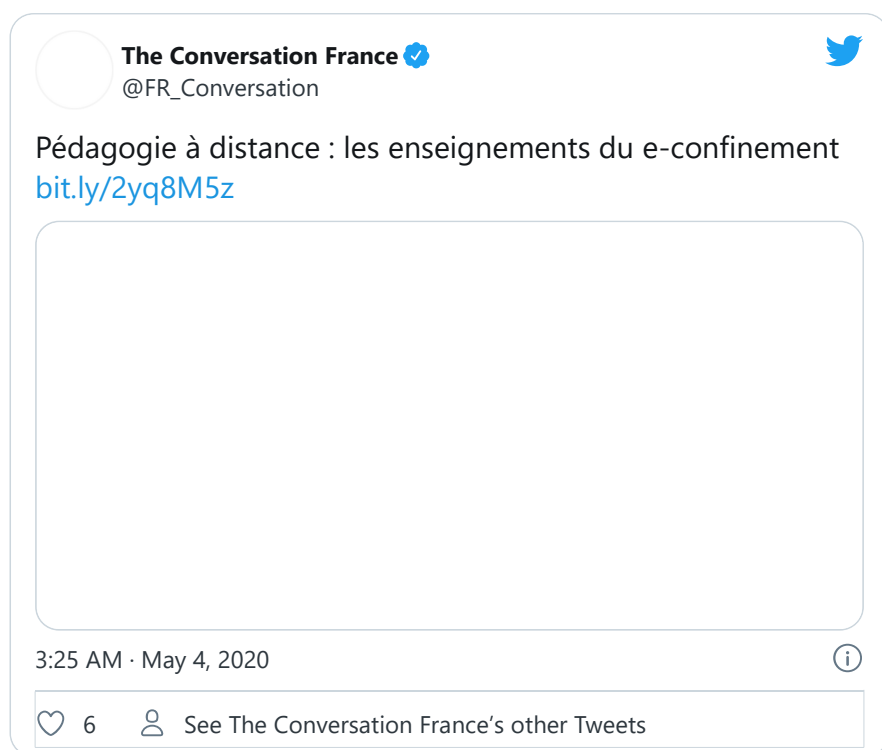 The Conversation France
@FR_Conversation
Pédagogie à distance : les enseignements du e-confinement
bit.ly/2yq8M5z
3:25 AM · May 4, 2020
6 See The Conversation France’s other Tweets